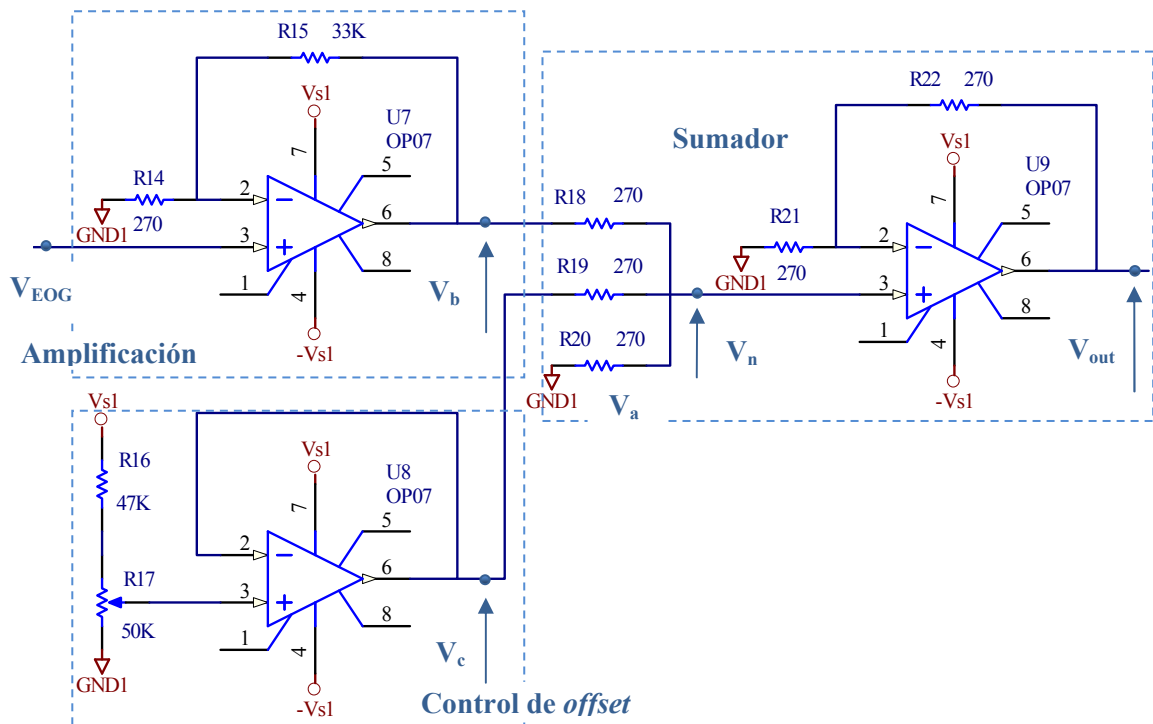 R15 33K
Vs1
U7
OP07
7
5
R14
2
6
270
GND1
3
8
1
4
-Vs1
V_EOG
V_b
Amplificación
Sumador
R22 270
Vs1
U9
OP07
7
5
R18 270
R21
2
6
GND1
270
R19 270
3
8
1
4
R20 270
GND1
V_n
V_a
V_out
-Vs1
Vs1
R16
47K
Vs1
U8
OP07
7
5
2
6
R17
3
50K
8
1
4
GND1
V_c
-Vs1
Control de offset